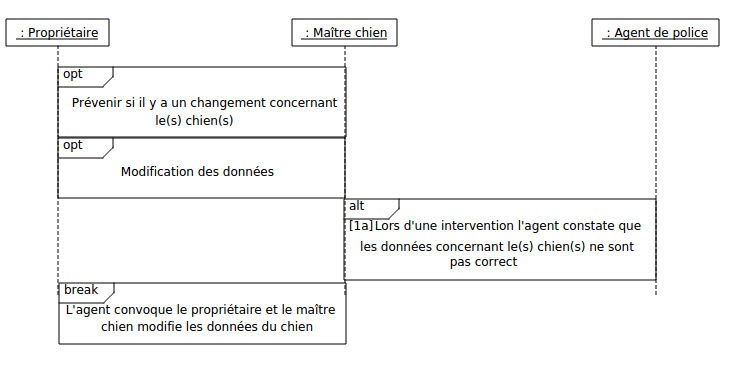 : Propriétaire
: Maître chien
: Agent de police
opt
Prévenir si il y a un changement concernant
le(s) chien(s)
opt
Modification des données
alt
[1a]Lors d'une intervention l'agent constate que
les données concernant le(s) chien(s) ne sont
pas correct
break
L'agent convoque le propriétaire et le maître
chien modifie les données du chien